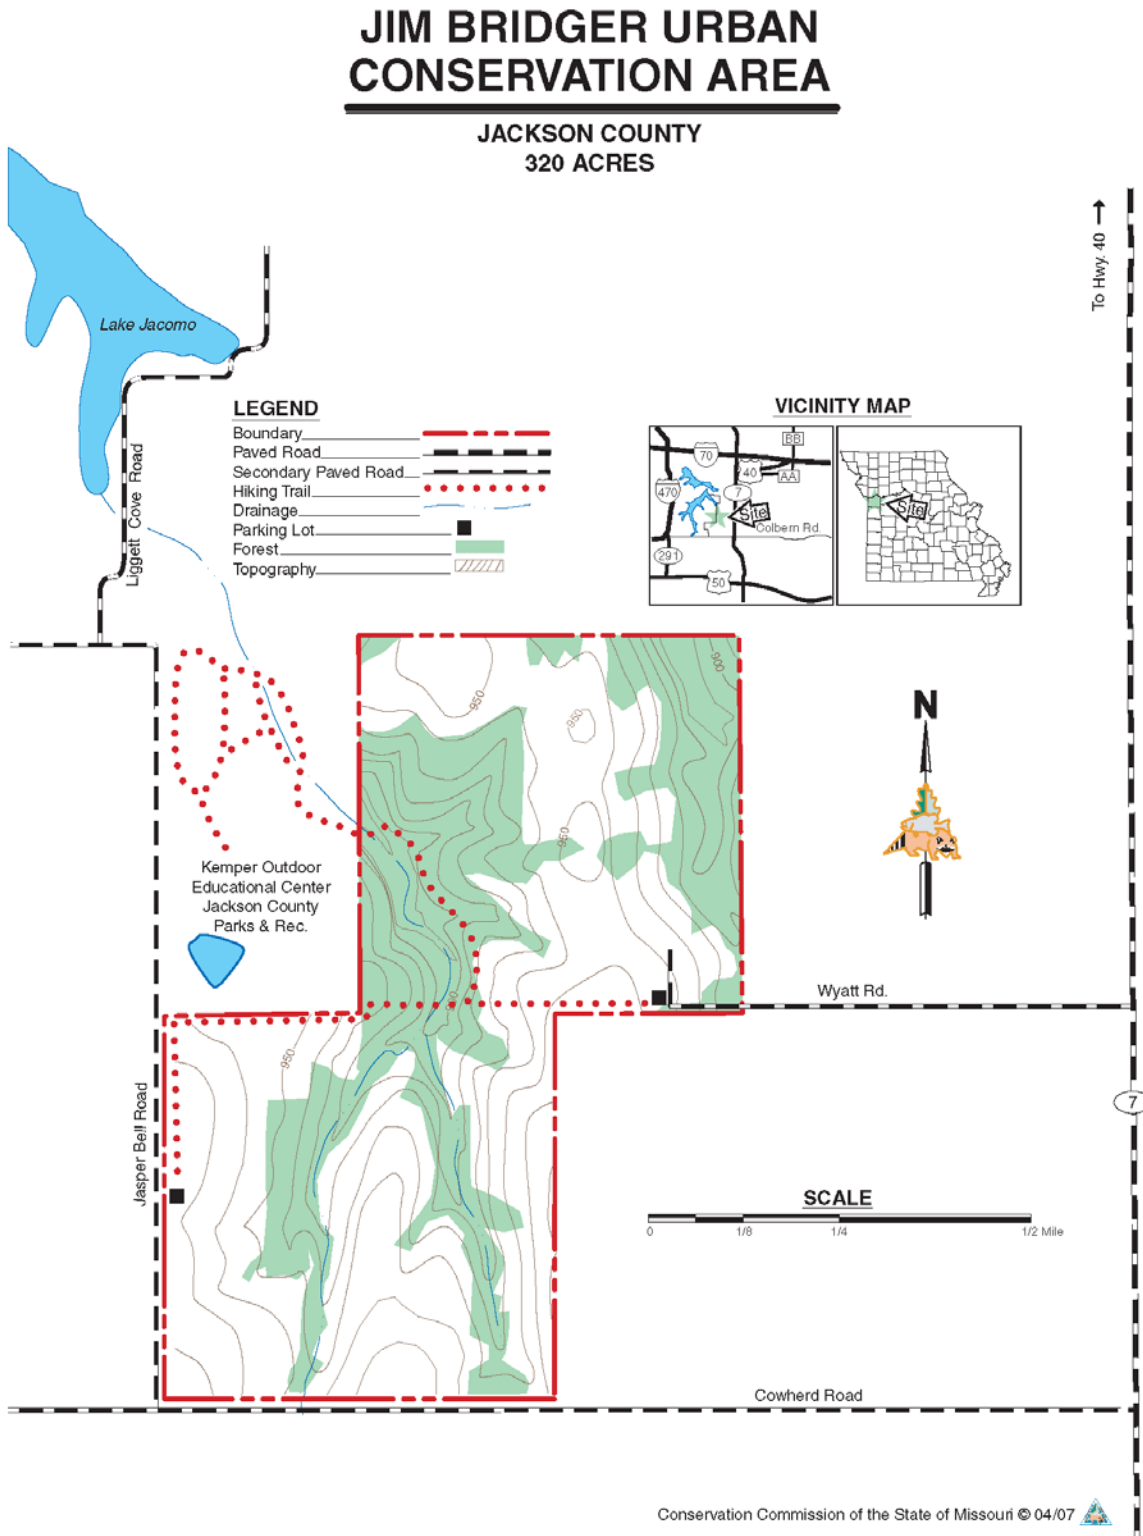 JIM BRIDGER URBAN
CONSERVATION AREA
JACKSON COUNTY
320 ACRES
To Hwy. 40
Lake Jacomo
Liggett Cove Road
LEGEND
Boundary
Paved Road
Secondary Paved Road
Hiking Trail
Drainage
Parking Lot
Forest
Topography
VICINITY MAP
BB
70
40
AA
470
7
Site
Colbern Rd.
291
50
Site
900
950
950
950
N
Kemper Outdoor
Educational Center
Jackson County
Parks & Rec.
900
Wyatt Rd.
950
Jasper Bell Road
7
SCALE
0 1/8 1/4 1/2 Mile
Cowherd Road
Conservation Commission of the State of Missouri © 04/07